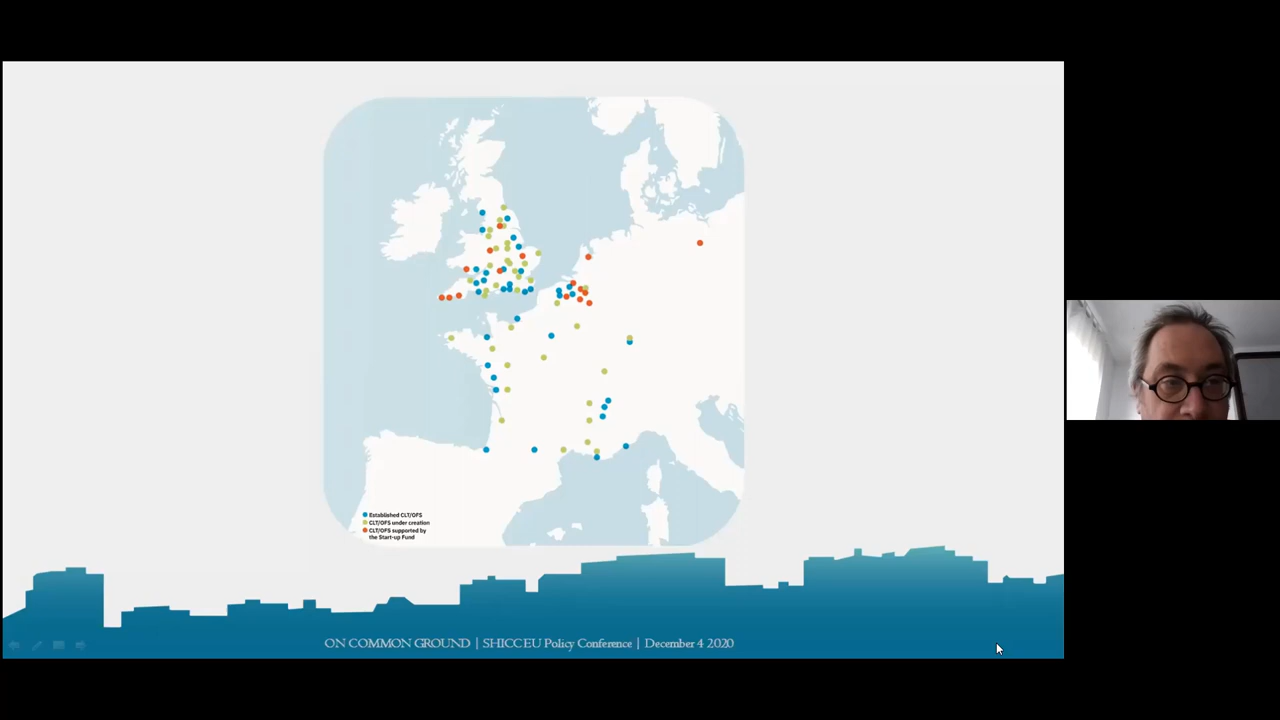 Established CLT/OFS
CLT/OFS under creation
CLT/OFS supported by
the Start-up Fund
ON COMMON GROUND | SHICC EU Policy Conference | December 4 2020